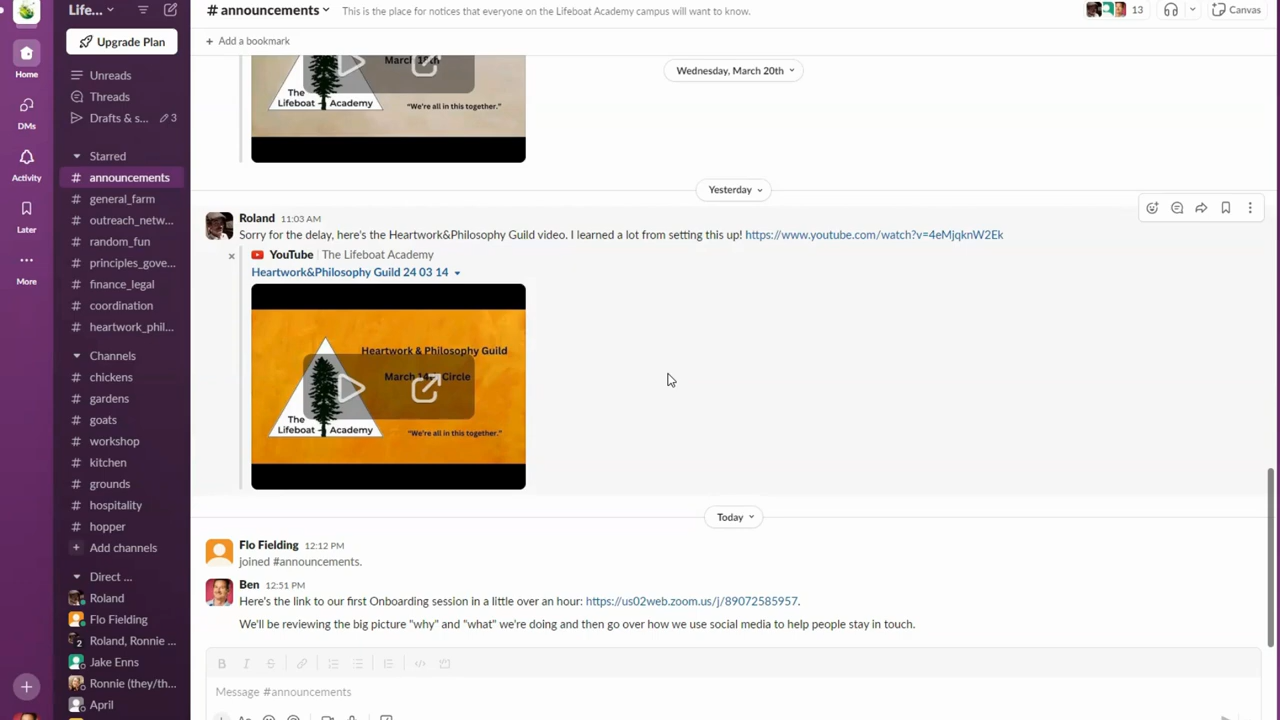 Life...
# announcements
This is the place for notices that everyone on the Lifeboat Academy campus will want to know.
13
Canvas
Upgrade Plan
+ Add a bookmark
Home
Unreads
Threads
Drafts & s...
3
DMs
Activity
Later
More
Starred
# announcements
# general_farm
# outreach_netw...
# random_fun
# principles_gove...
# finance_legal
# coordination
# heartwork_phil...
Channels
# chickens
# gardens
# goats
# workshop
# kitchen
# grounds
# hospitality
# hopper
+ Add channels
Direct ...
Roland
Flo Fielding
2 Roland, Ronnie ...
Jake Enns
Ronnie (they/th...
April
March
The
Lifeboat Academy
"We're all in this together."
Wednesday, March 20th
Yesterday
Roland 11:03 AM
Sorry for the delay, here's the Heartwork&Philosophy Guild video. I learned a lot from setting this up! https://www.youtube.com/watch?v=4eMjqknW2Ek
YouTube | The Lifeboat Academy
Heartwork&Philosophy Guild 24 03 14
Heartwork & Philosophy Guild
March 14th Circle
The
Lifeboat Academy
"We're all in this together."
Today
Flo Fielding 12:12 PM
joined #announcements.
Ben 12:51 PM
Here's the link to our first Onboarding session in a little over an hour: https://us02web.zoom.us/j/89072585957.
We'll be reviewing the big picture "why" and "what" we're doing and then go over how we use social media to help people stay in touch.
B I S
Message #announcements
Aa